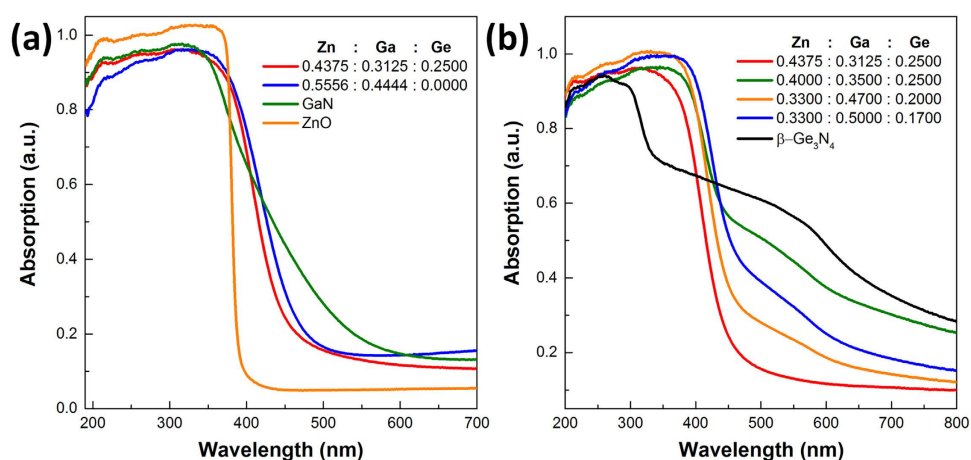 (a)
Absorption (a.u.)
1.0
0.8
0.6
0.4
0.2
0.0
Zn : Ga : Ge
0.4375 : 0.3125 : 0.2500
0.5556 : 0.4444 : 0.0000
GaN
ZnO
200 300 400 500 600 700
Wavelength (nm)
(b)
Absorption (a.u.)
1.0
0.8
0.6
0.4
0.2
Zn : Ga : Ge
0.4375 : 0.3125 : 0.2500
0.4000 : 0.3500 : 0.2500
0.3300 : 0.4700 : 0.2000
0.3300 : 0.5000 : 0.1700
β–Ge₃N₄
200 300 400 500 600 700 800
Wavelength (nm)